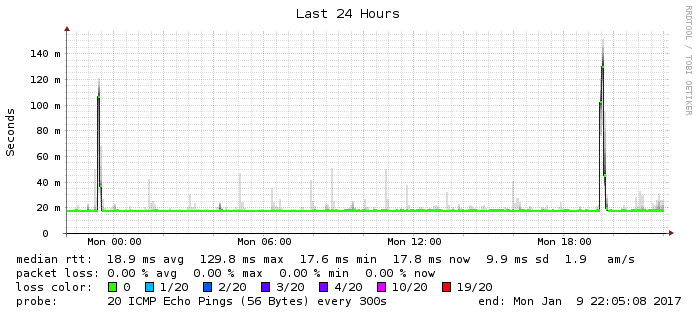 Last 24 Hours
RRDTOOL / TOBI OETIKER
140 m
120 m
100 m
80 m
60 m
40 m
20 m
0
Seconds
Mon 00:00 Mon 06:00 Mon 12:00 Mon 18:00
median rtt: 18.9 ms avg 129.8 ms max 17.6 ms min 17.8 ms now 9.9 ms sd 1.9 am/s
packet loss: 0.00 % avg 0.00 % max 0.00 % min 0.00 % now
loss color: 0 1/20 2/20 3/20 4/20 10/20 19/20
probe: 20 ICMP Echo Pings (56 Bytes) every 300s end: Mon Jan 9 22:05:08 2017